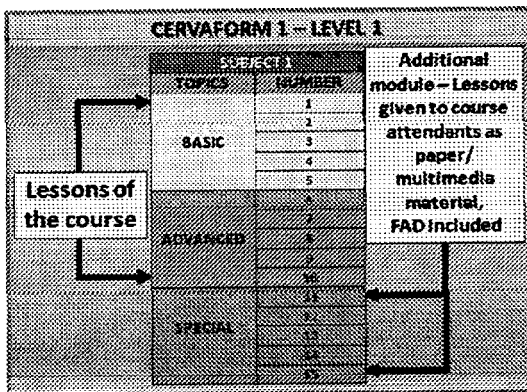 CERVAFORM 1 – LEVEL 1
SUBJECT 1
TOPICS NUMBER
BASIC
1
2
3
4
5
ADVANCED
6
7
8
9
10
SPECIAL
11
12
13
14
15
Lessons of
the course
Additional
module – Lessons
given to course
attendants as
paper/
multimedia
material,
FAD included